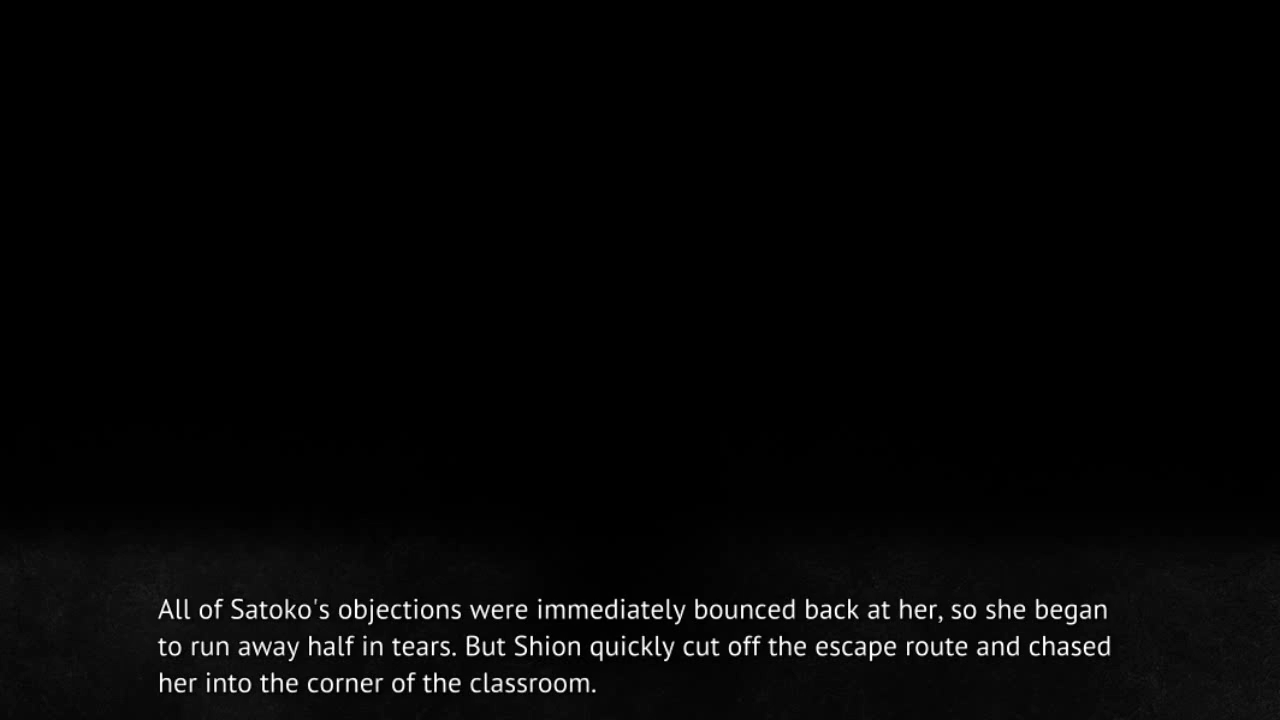 All of Satoko's objections were immediately bounced back at her, so she began
to run away half in tears. But Shion quickly cut off the escape route and chased
her into the corner of the classroom.